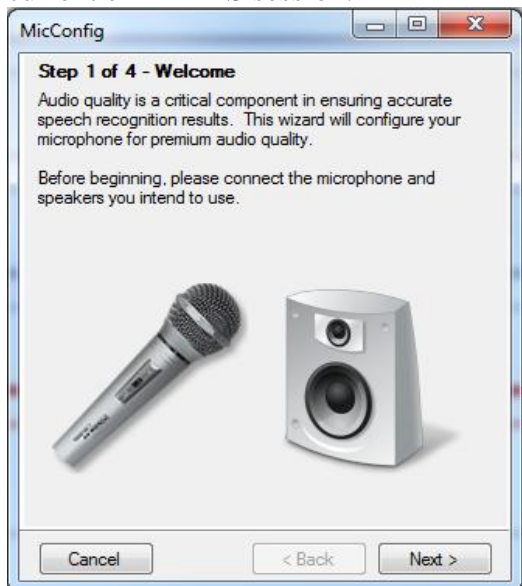 MicConfig
Step 1 of 4 - Welcome
Audio quality is a critical component in ensuring accurate
speech recognition results. This wizard will configure your
microphone for premium audio quality.
Before beginning, please connect the microphone and
speakers you intend to use.
Cancel
< Back
Next >